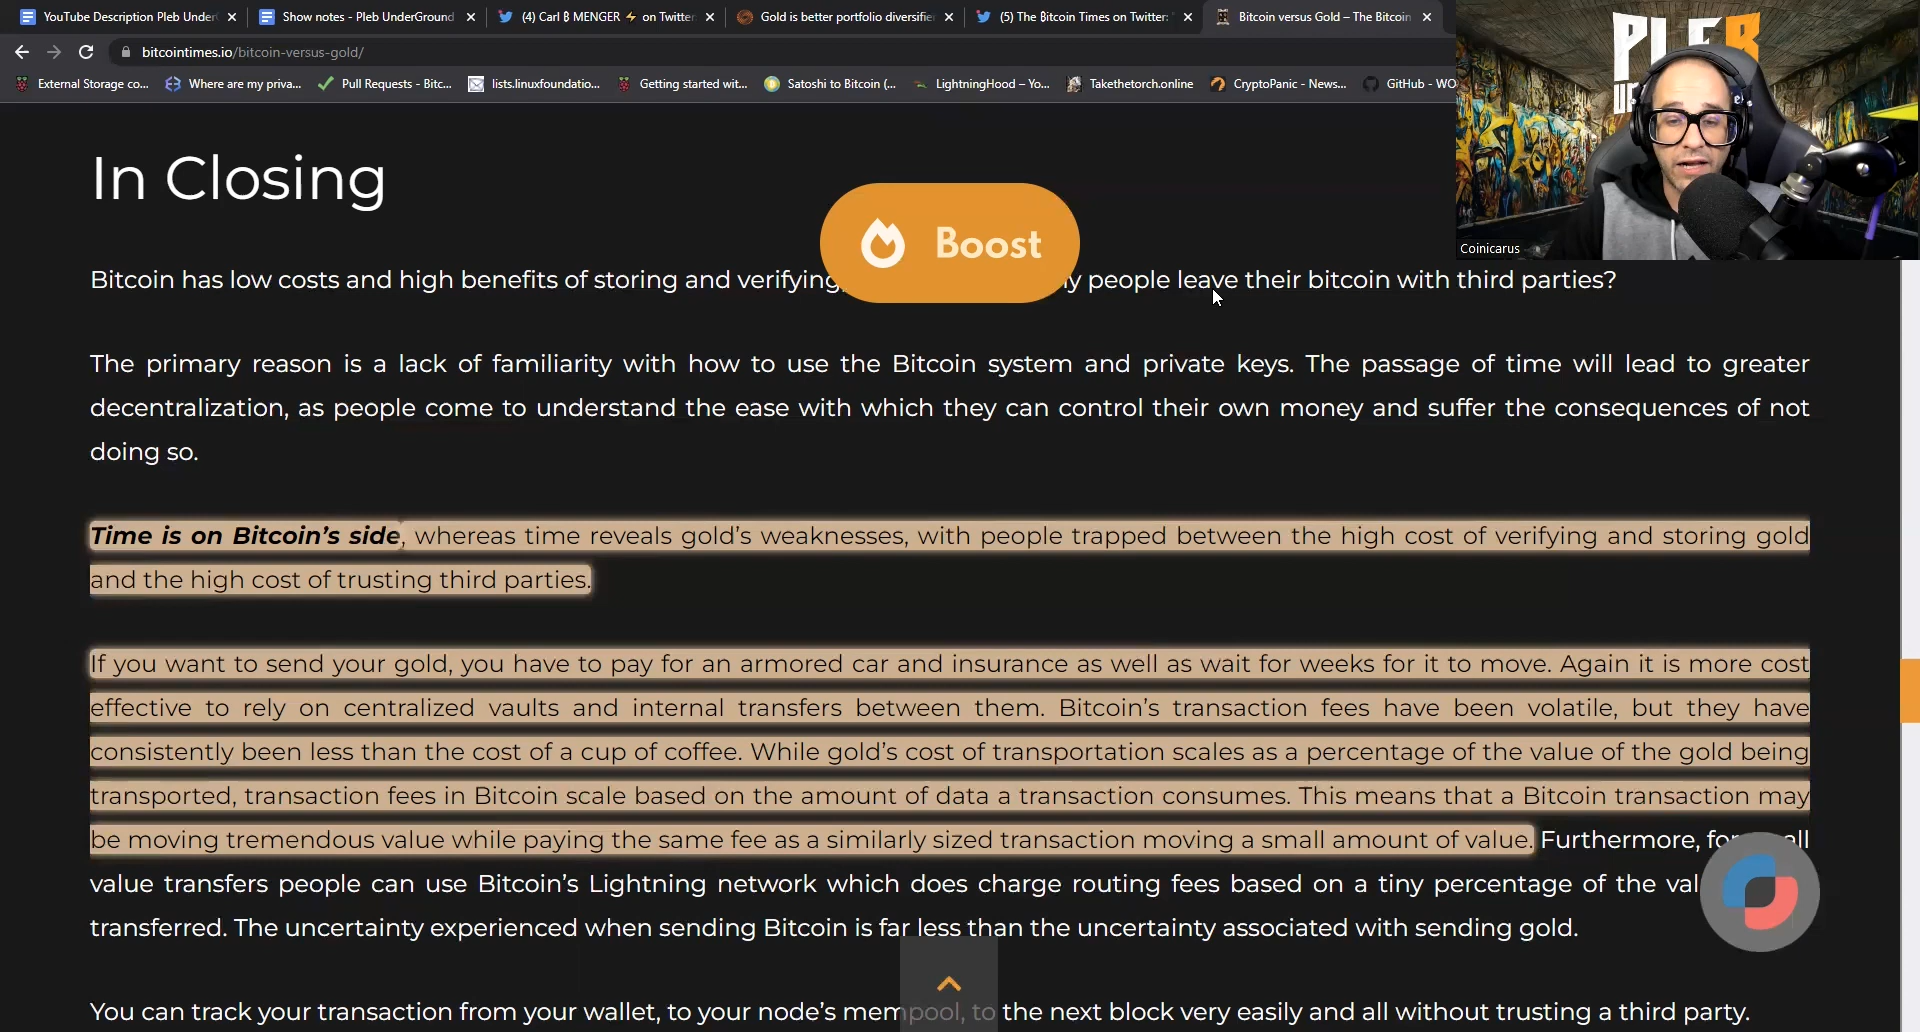 YouTube Description Pleb Under
Show notes - Pleb UnderGround
(4) Carl ₿ MENGER ⚡ on Twitter
Gold is better portfolio diversifie
(5) The Bitcoin Times on Twitter:
Bitcoin versus Gold – The Bitcoin
bitcointimes.io/bitcoin-versus-gold/
External Storage co...
Where are my priva...
Pull Requests - Bitc...
lists.linuxfoundatio...
Getting started wit...
Satoshi to Bitcoin (...
LightningHood – Yo...
Takethetorch.online
CryptoPanic - News...
GitHub - WO
PLEB
Coinicarus
In Closing
Boost
Bitcoin has low costs and high benefits of storing and verifying people leave their bitcoin with third parties?
The primary reason is a lack of familiarity with how to use the Bitcoin system and private keys. The passage of time will lead to greater
decentralization, as people come to understand the ease with which they can control their own money and suffer the consequences of not
doing so.
Time is on Bitcoin’s side, whereas time reveals gold’s weaknesses, with people trapped between the high cost of verifying and storing gold
and the high cost of trusting third parties.
If you want to send your gold, you have to pay for an armored car and insurance as well as wait for weeks for it to move. Again it is more cost
effective to rely on centralized vaults and internal transfers between them. Bitcoin’s transaction fees have been volatile, but they have
consistently been less than the cost of a cup of coffee. While gold’s cost of transportation scales as a percentage of the value of the gold being
transported, transaction fees in Bitcoin scale based on the amount of data a transaction consumes. This means that a Bitcoin transaction may
be moving tremendous value while paying the same fee as a similarly sized transaction moving a small amount of value. Furthermore,
value transfers people can use Bitcoin’s Lightning network which does charge routing fees based on a tiny percentage of the
transferred. The uncertainty experienced when sending Bitcoin is far less than the uncertainty associated with sending gold.
You can track your transaction from your wallet, to your node’s mempool, to the next block very easily and all without trusting a third party.